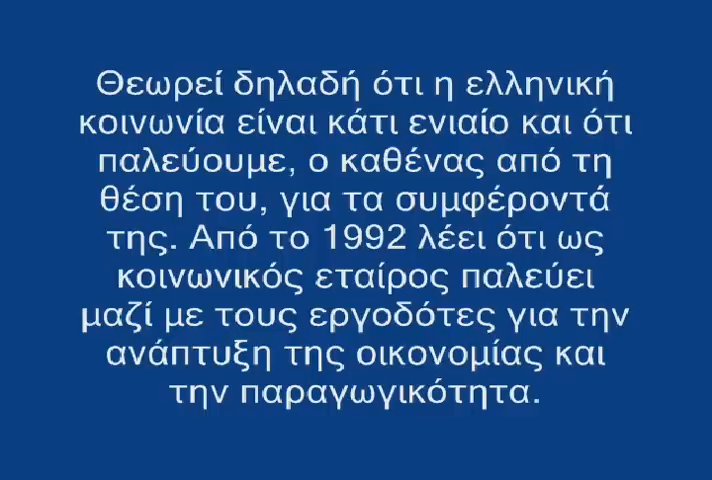 Θεωρεί δηλαδή ότι η ελληνική
κοινωνία είναι κάτι ενιαίο και ότι
παλεύουμε, ο καθένας από τη
θέση του, για τα συμφέροντά
της. Από το 1992 λέει ότι ως
κοινωνικός εταίρος παλεύει
μαζί με τους εργοδότες για την
ανάπτυξη της οικονομίας και
την παραγωγικότητα.